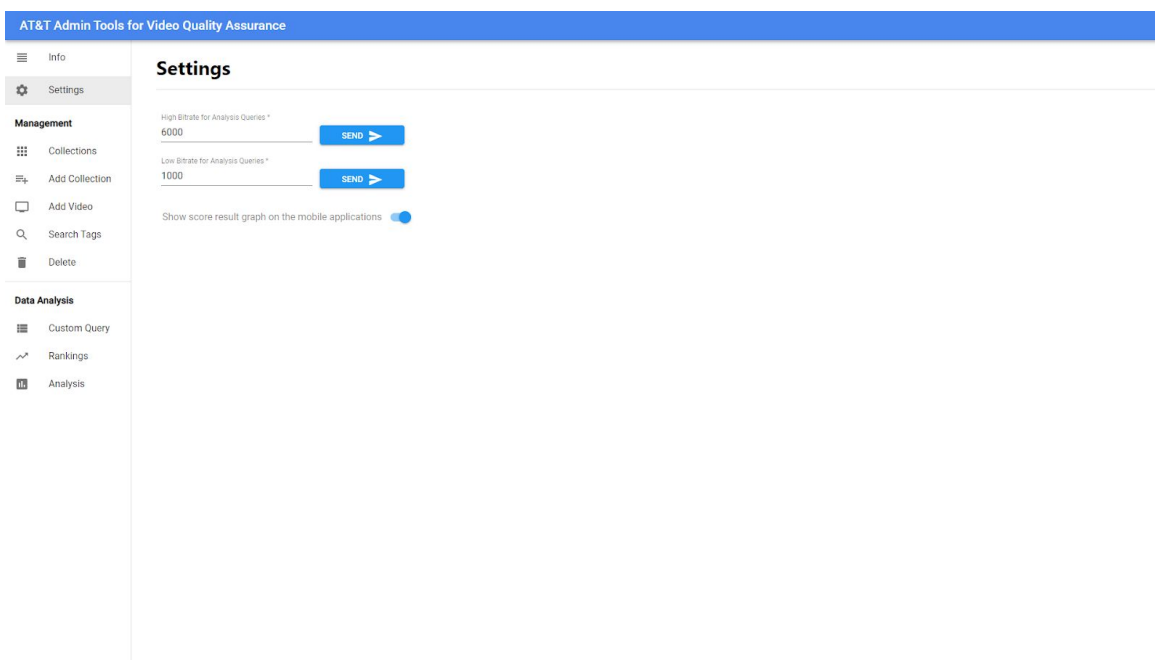 AT&T Admin Tools for Video Quality Assurance
Info
Settings
Management
Collections
Add Collection
Add Video
Search Tags
Delete
Data Analysis
Custom Query
Rankings
Analysis
Settings
High Bitrate for Analysis Queries *
6000
SEND
Low Bitrate for Analysis Queries *
1000
SEND
Show score result graph on the mobile applications